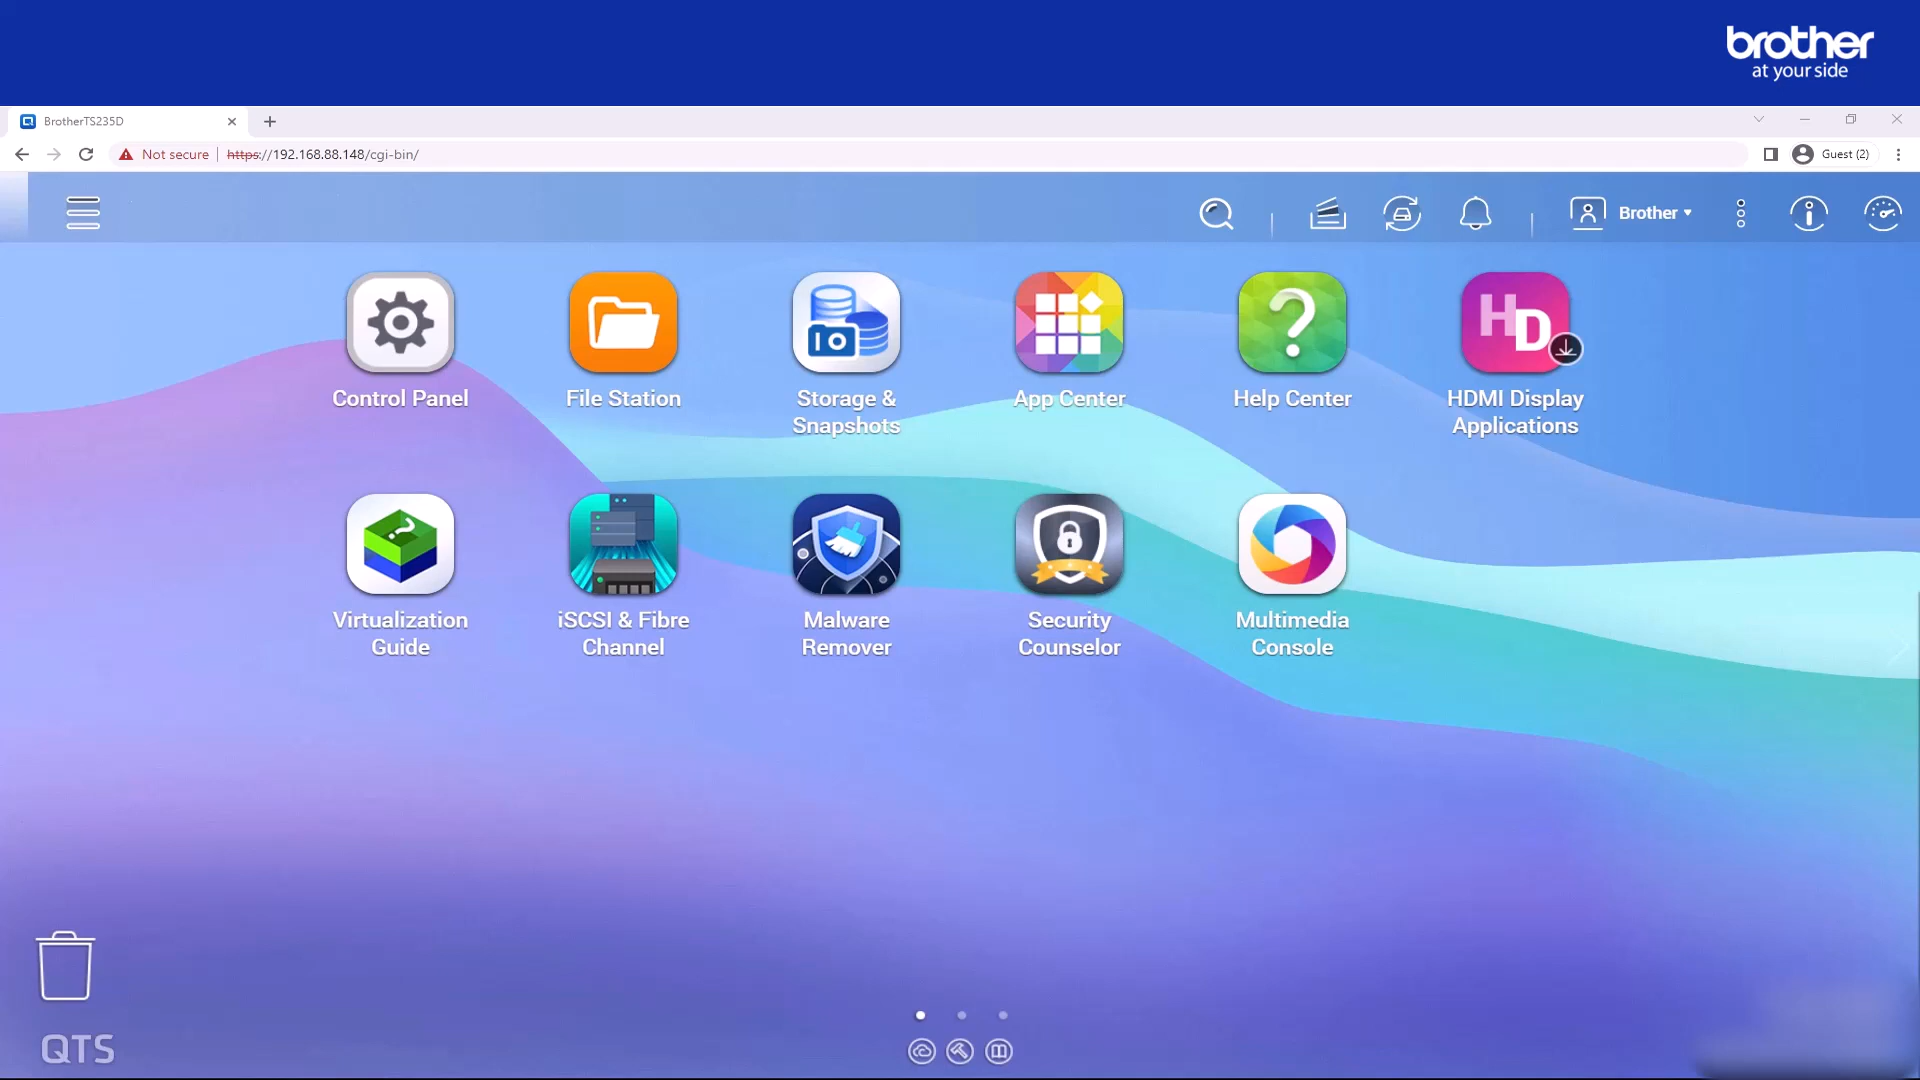 brother
at your side
BrotherTS235D
Not secure
https://192.168.88.148/cgi-bin/
Guest (2)
Brother
Control Panel
File Station
Storage &
Snapshots
App Center
Help Center
HD
HDMI Display
Applications
Virtualization
Guide
iSCSI & Fibre
Channel
Malware
Remover
Security
Counselor
Multimedia
Console
QTS